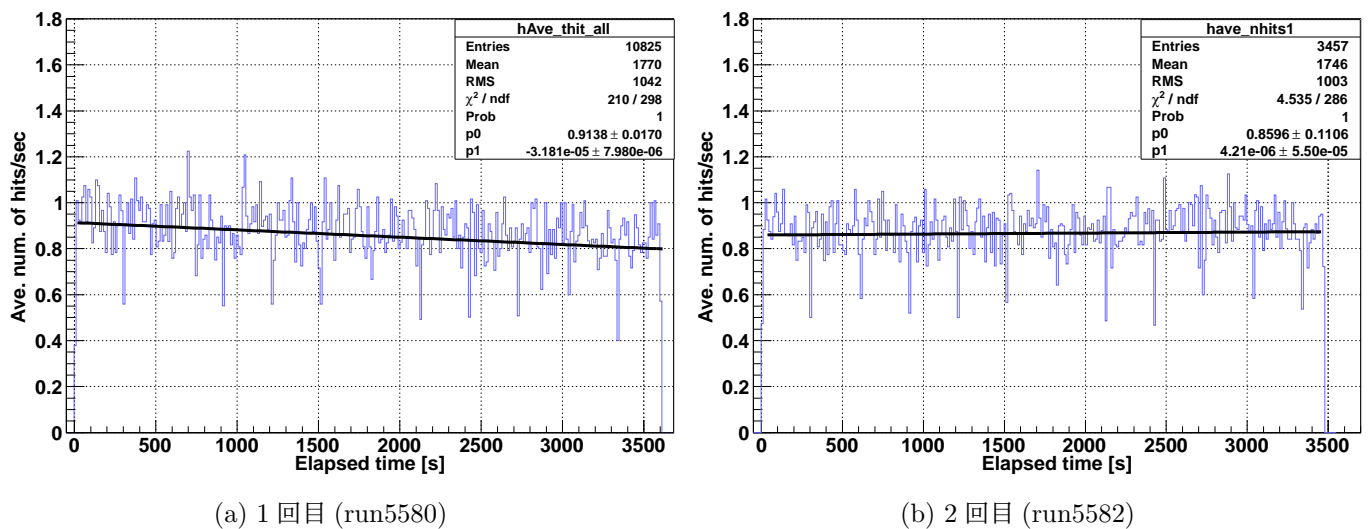 hAve_thit_all
Entries 10825
Mean 1770
RMS 1042
χ² / ndf 210 / 298
Prob 1
p0 0.9138 ± 0.0170
p1 -3.181e-05 ± 7.980e-06
1.8
1.6
1.4
1.2
1
0.8
0.6
0.4
0.2
0
Ave. num. of hits/sec
0 500 1000 1500 2000 2500 3000 3500
Elapsed time [s]
(a) 1 回目 (run5580)
have_nhits1
Entries 3457
Mean 1746
RMS 1003
χ² / ndf 4.535 / 286
Prob 1
p0 0.8596 ± 0.1106
p1 4.21e-06 ± 5.50e-05
1.8
1.6
1.4
1.2
1
0.8
0.6
0.4
0.2
0
Ave. num. of hits/sec
0 500 1000 1500 2000 2500 3000 3500
Elapsed time [s]
(b) 2 回目 (run5582)